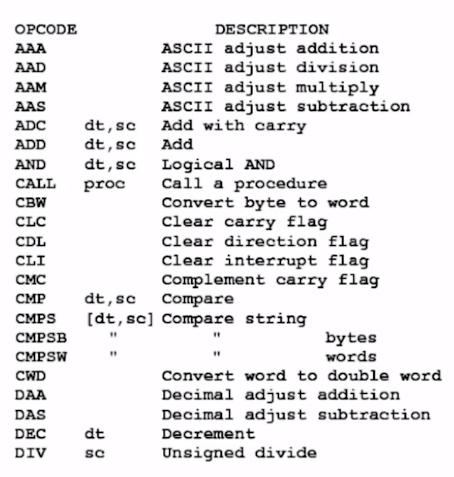 OPCODE DESCRIPTION
AAA ASCII adjust addition
AAD ASCII adjust division
AAM ASCII adjust multiply
AAS ASCII adjust subtraction
ADC dt,sc Add with carry
ADD dt,sc Add
AND dt,sc Logical AND
CALL proc Call a procedure
CBW Convert byte to word
CLC Clear carry flag
CDL Clear direction flag
CLI Clear interrupt flag
CMC Complement carry flag
CMP dt,sc Compare
CMPS [dt,sc] Compare string
CMPSB " " bytes
CMPSW " " words
CWD Convert word to double word
DAA Decimal adjust addition
DAS Decimal adjust subtraction
DEC dt Decrement
DIV sc Unsigned divide